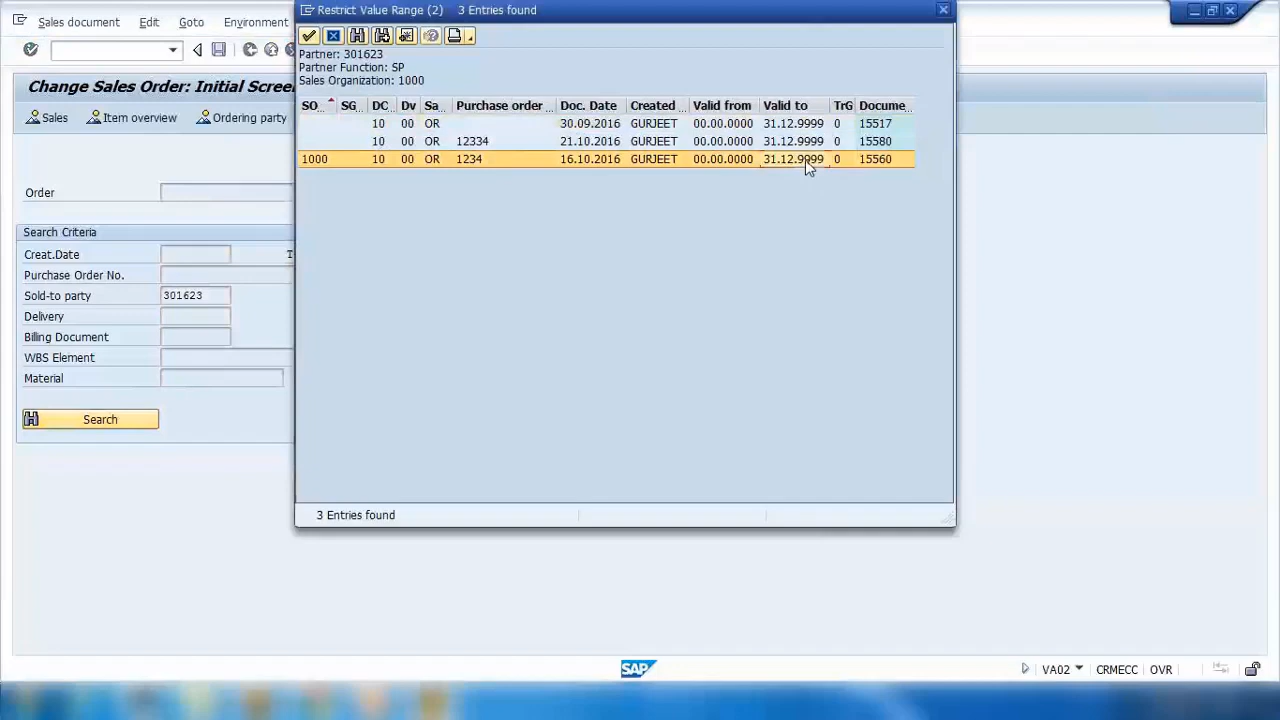 Restrict Value Range (2) 3 Entries found
Sales document Edit Goto Environment
Partner: 301623
Partner Function: SP
Sales Organization: 1000
Change Sales Order: Initial Scree
SO.. SG.. DC.. Dv Sa... Purchase order ... Doc. Date Created ... Valid from Valid to TrG Docume...
Sales Item overview Ordering party
10 00 OR 30.09.2016 GURJEET 00.00.0000 31.12.9999 0 15517
10 00 OR 12334 21.10.2016 GURJEET 00.00.0000 31.12.9999 0 15580
1000 10 00 OR 1234 16.10.2016 GURJEET 00.00.0000 31.12.9999 0 15560
Order
Search Criteria
Creat.Date
Purchase Order No.
Sold-to party 301623
Delivery
Billing Document
WBS Element
Material
Search
3 Entries found
SAP VA02 CRMECC OVR